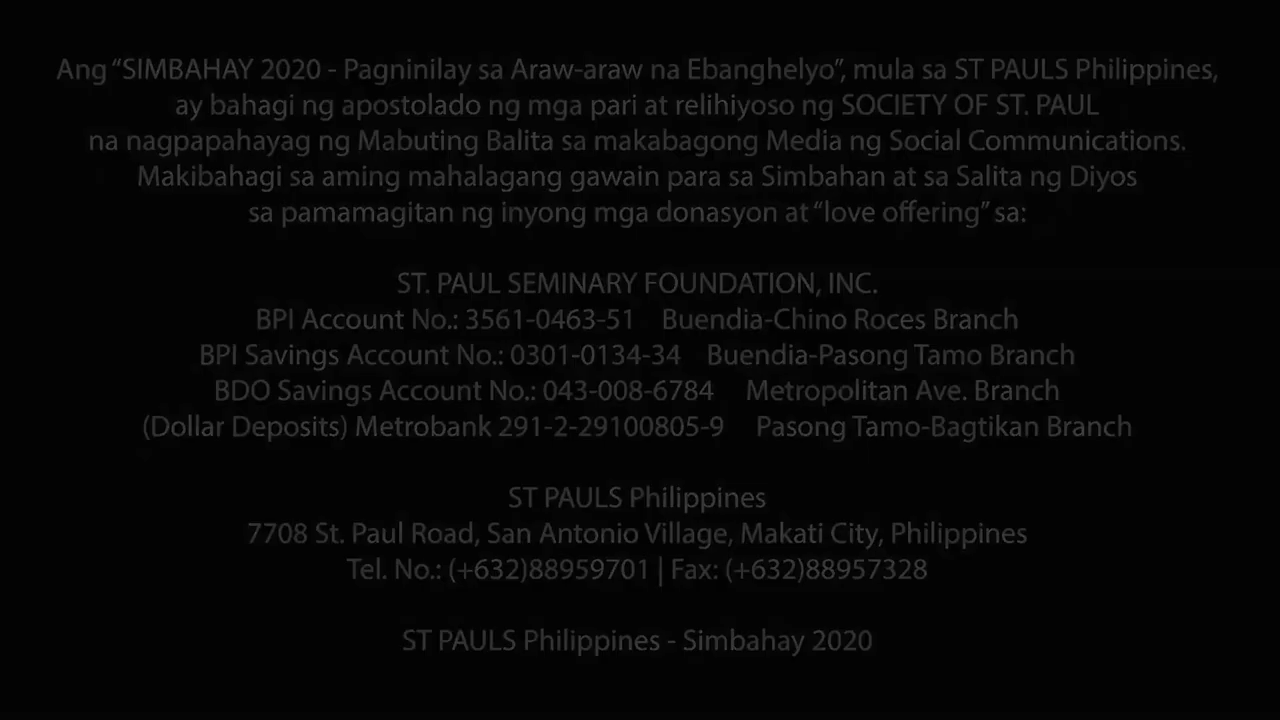 Ang “SIMBAHAY 2020 - Pagninilay sa Araw-araw na Ebanghelyo”, mula sa ST PAULS Philippines,
ay bahagi ng apostolado ng mga pari at relihiyoso ng SOCIETY OF ST. PAUL
na nagpapahayag ng Mabuting Balita sa makabagong Media ng Social Communications.
Makibahagi sa aming mahalagang gawain para sa Simbahan at sa Salita ng Diyos
sa pamamagitan ng inyong mga donasyon at “love offering” sa:
ST. PAUL SEMINARY FOUNDATION, INC.
BPI Account No.: 3561-0463-51 Buendia-Chino Roces Branch
BPI Savings Account No.: 0301-0134-34 Buendia-Pasong Tamo Branch
BDO Savings Account No.: 043-008-6784 Metropolitan Ave. Branch
(Dollar Deposits) Metrobank 291-2-29100805-9 Pasong Tamo-Bagtikan Branch
ST PAULS Philippines
7708 St. Paul Road, San Antonio Village, Makati City, Philippines
Tel. No.: (+632)88959701 | Fax: (+632)88957328
ST PAULS Philippines - Simbahay 2020